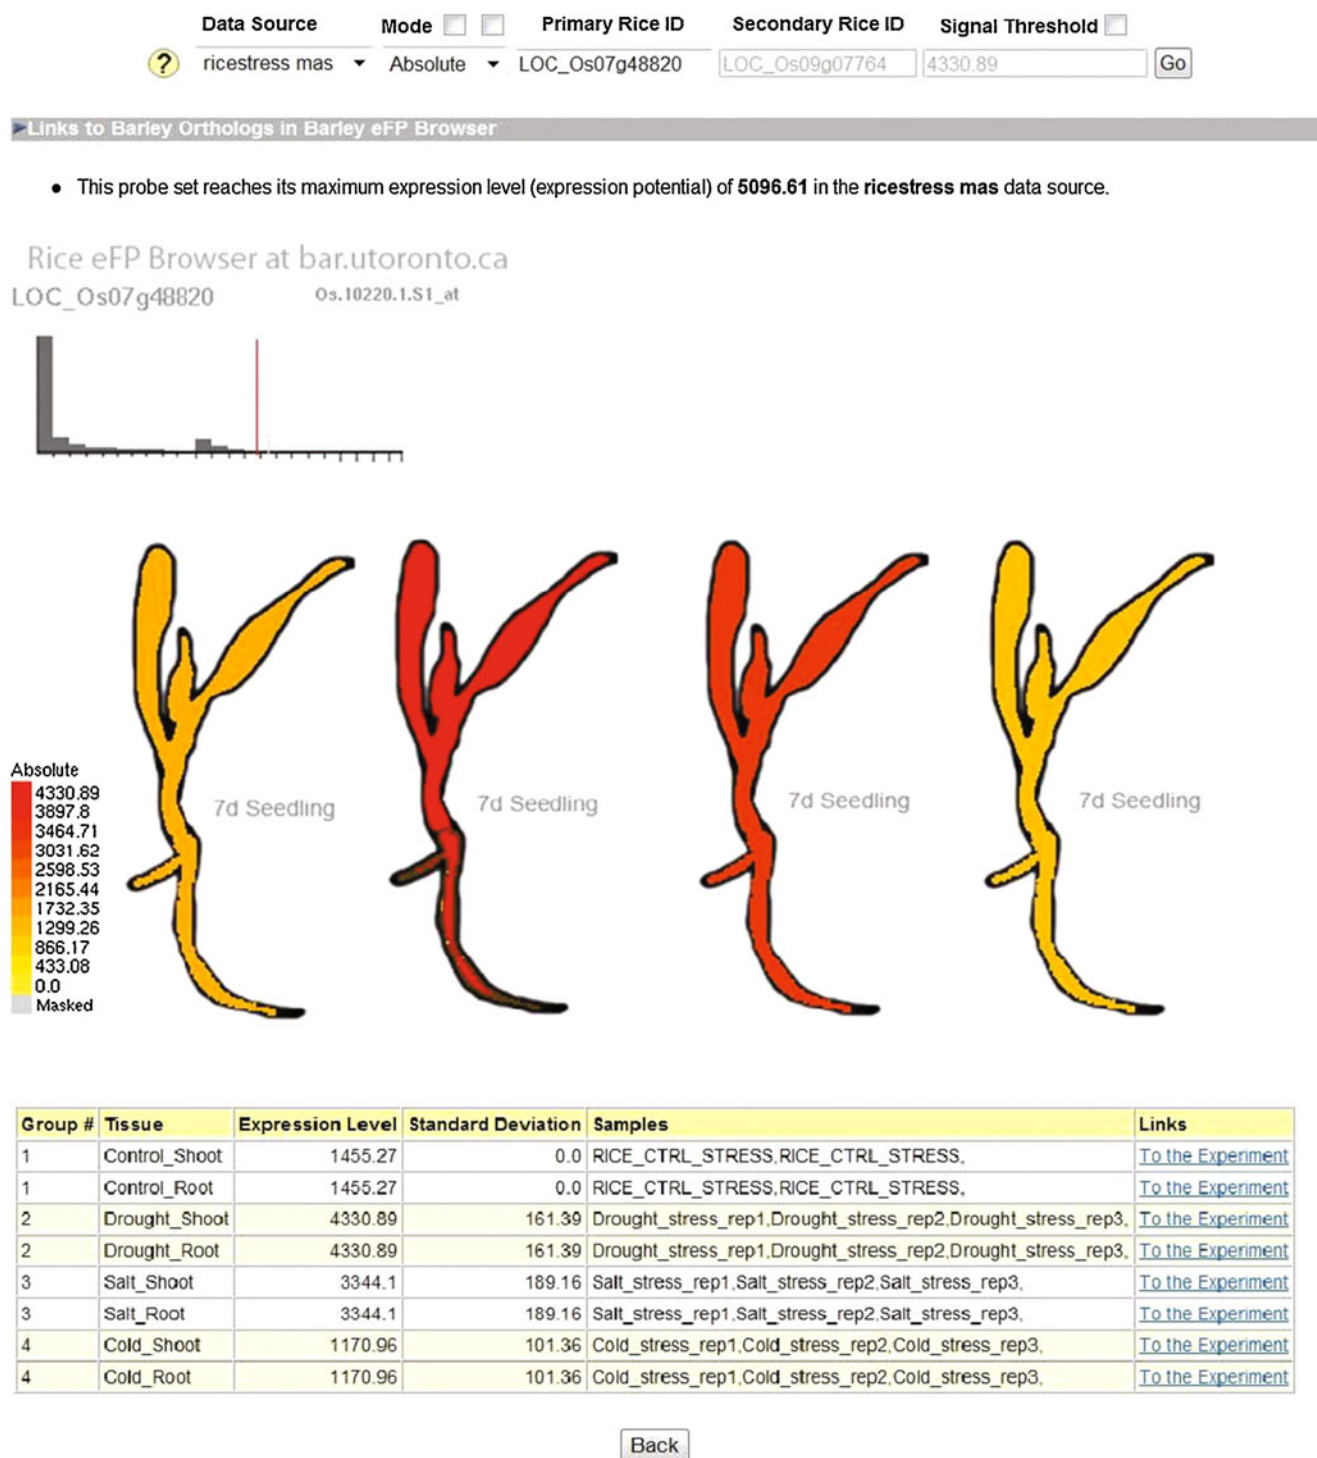 Data Source Mode Primary Rice ID Secondary Rice ID Signal Threshold
? ricestress mas Absolute LOC_Os07g48820 LOC_Os09g07764 4330.89 Go
Links to Barley Orthologs in Barley eFP Browser
• This probe set reaches its maximum expression level (expression potential) of 5096.61 in the ricestress mas data source.
Rice eFP Browser at bar.utoronto.ca
LOC_Os07g48820 Os.10220.1.S1_at
7d Seedling 7d Seedling 7d Seedling 7d Seedling
Absolute
4330.89
3897.8
3464.71
3031.62
2598.53
2165.44
1732.35
1299.26
866.17
433.08
0.0
Masked
Group # Tissue Expression Level Standard Deviation Samples Links
1 Control_Shoot 1455.27 0.0 RICE_CTRL_STRESS,RICE_CTRL_STRESS, To the Experiment
1 Control_Root 1455.27 0.0 RICE_CTRL_STRESS,RICE_CTRL_STRESS, To the Experiment
2 Drought_Shoot 4330.89 161.39 Drought_stress_rep1,Drought_stress_rep2,Drought_stress_rep3, To the Experiment
2 Drought_Root 4330.89 161.39 Drought_stress_rep1,Drought_stress_rep2,Drought_stress_rep3, To the Experiment
3 Salt_Shoot 3344.1 189.16 Salt_stress_rep1,Salt_stress_rep2,Salt_stress_rep3, To the Experiment
3 Salt_Root 3344.1 189.16 Salt_stress_rep1,Salt_stress_rep2,Salt_stress_rep3, To the Experiment
4 Cold_Shoot 1170.96 101.36 Cold_stress_rep1,Cold_stress_rep2,Cold_stress_rep3, To the Experiment
4 Cold_Root 1170.96 101.36 Cold_stress_rep1,Cold_stress_rep2,Cold_stress_rep3, To the Experiment
Back